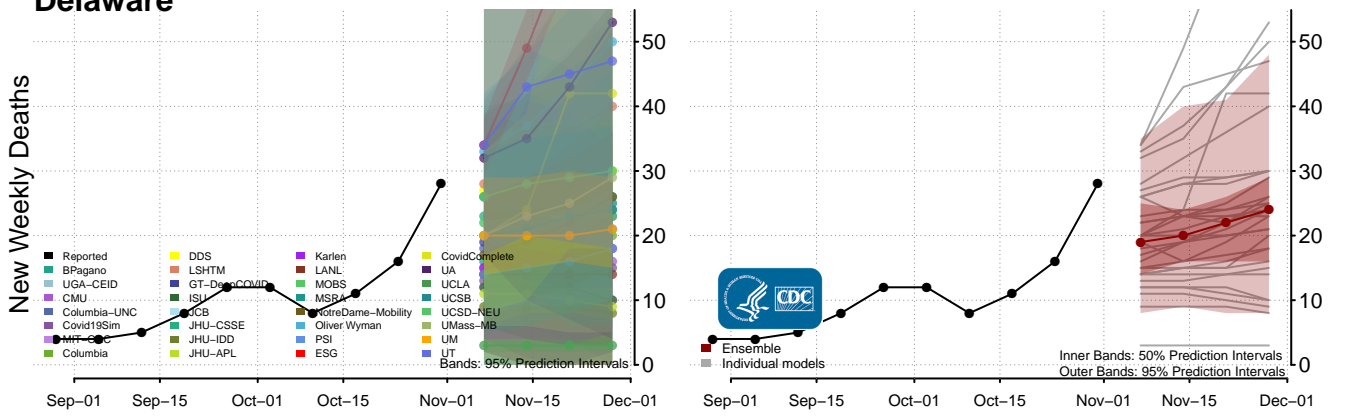 Delaware
New Weekly Deaths
50
40
30
20
10
0
Reported
BPagano
UGA−CEID
CMU
Columbia−UNC
Covid19Sim
MIT−ORC
Columbia
DDS
LSHTM
GT−DeepCOVID
ISU
JCB
JHU−CSSE
JHU−IDD
JHU−APL
Karlen
LANL
MOBS
MSRA
NotreDame−Mobility
Oliver Wyman
PSI
ESG
CovidComplete
UA
UCLA
UCSB
UCSD−NEU
UMass−MB
UM
UT
Bands: 95% Prediction Intervals
Sep−01 Sep−15 Oct−01 Oct−15 Nov−01 Nov−15 Dec−01
50
40
30
20
10
0
CDC
Ensemble
Individual models
Inner Bands: 50% Prediction Intervals
Outer Bands: 95% Prediction Intervals
Sep−01 Sep−15 Oct−01 Oct−15 Nov−01 Nov−15 Dec−01